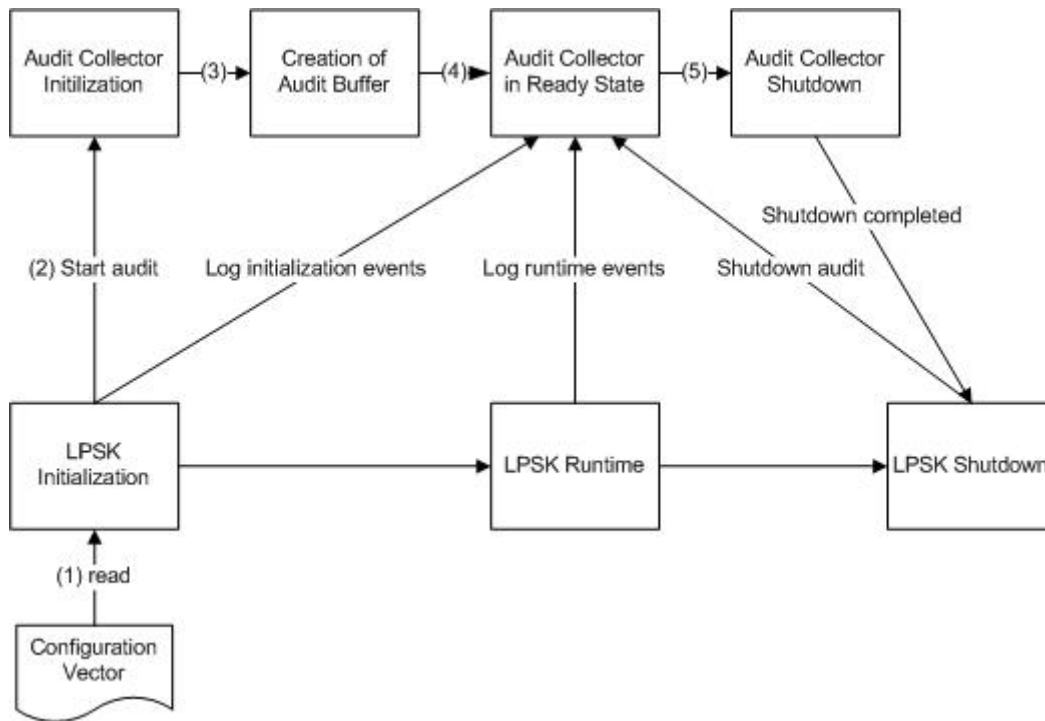 Audit Collector
Initilization
(3)
Creation of
Audit Buffer
(4)
Audit Collector
in Ready State
(5)
Audit Collector
Shutdown
Shutdown completed
(2) Start audit
Log initialization events
Log runtime events
Shutdown audit
LPSK
Initialization
LPSK Runtime
LPSK Shutdown
(1) read
Configuration
Vector